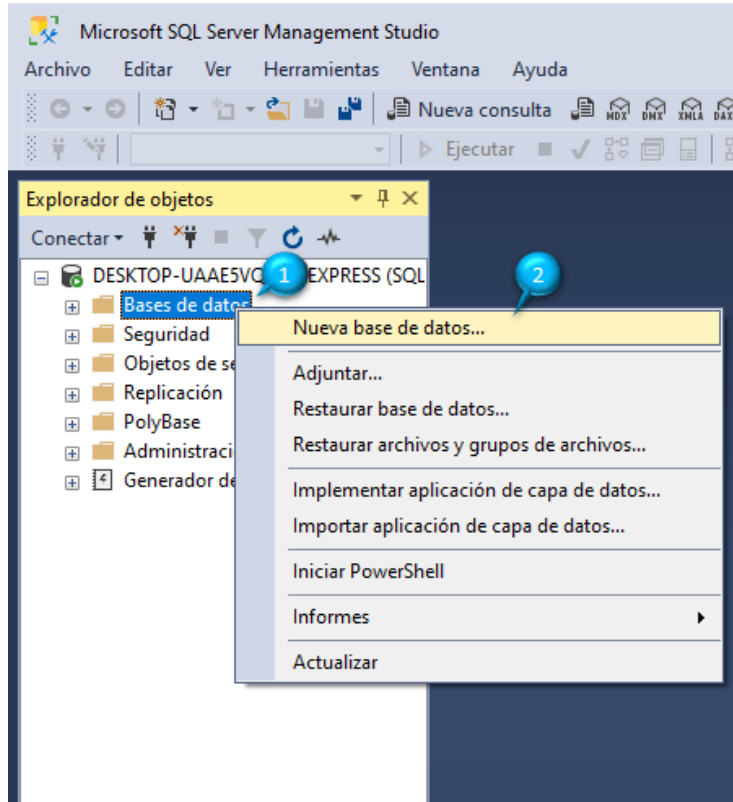 Microsoft SQL Server Management Studio
Archivo Editar Ver Herramientas Ventana Ayuda
Nueva consulta MDX DMX XMLA DAX
Ejecutar
Explorador de objetos
Conectar
DESKTOP-UAAE5VQ 1 EXPRESS (SQL
2
Bases de datos
Nueva base de datos...
Seguridad
Objetos de se
Adjuntar...
Replicación
Restaurar base de datos...
PolyBase
Restaurar archivos y grupos de archivos...
Administraci
Generador de
Implementar aplicación de capa de datos...
Importar aplicación de capa de datos...
Iniciar PowerShell
Informes
Actualizar